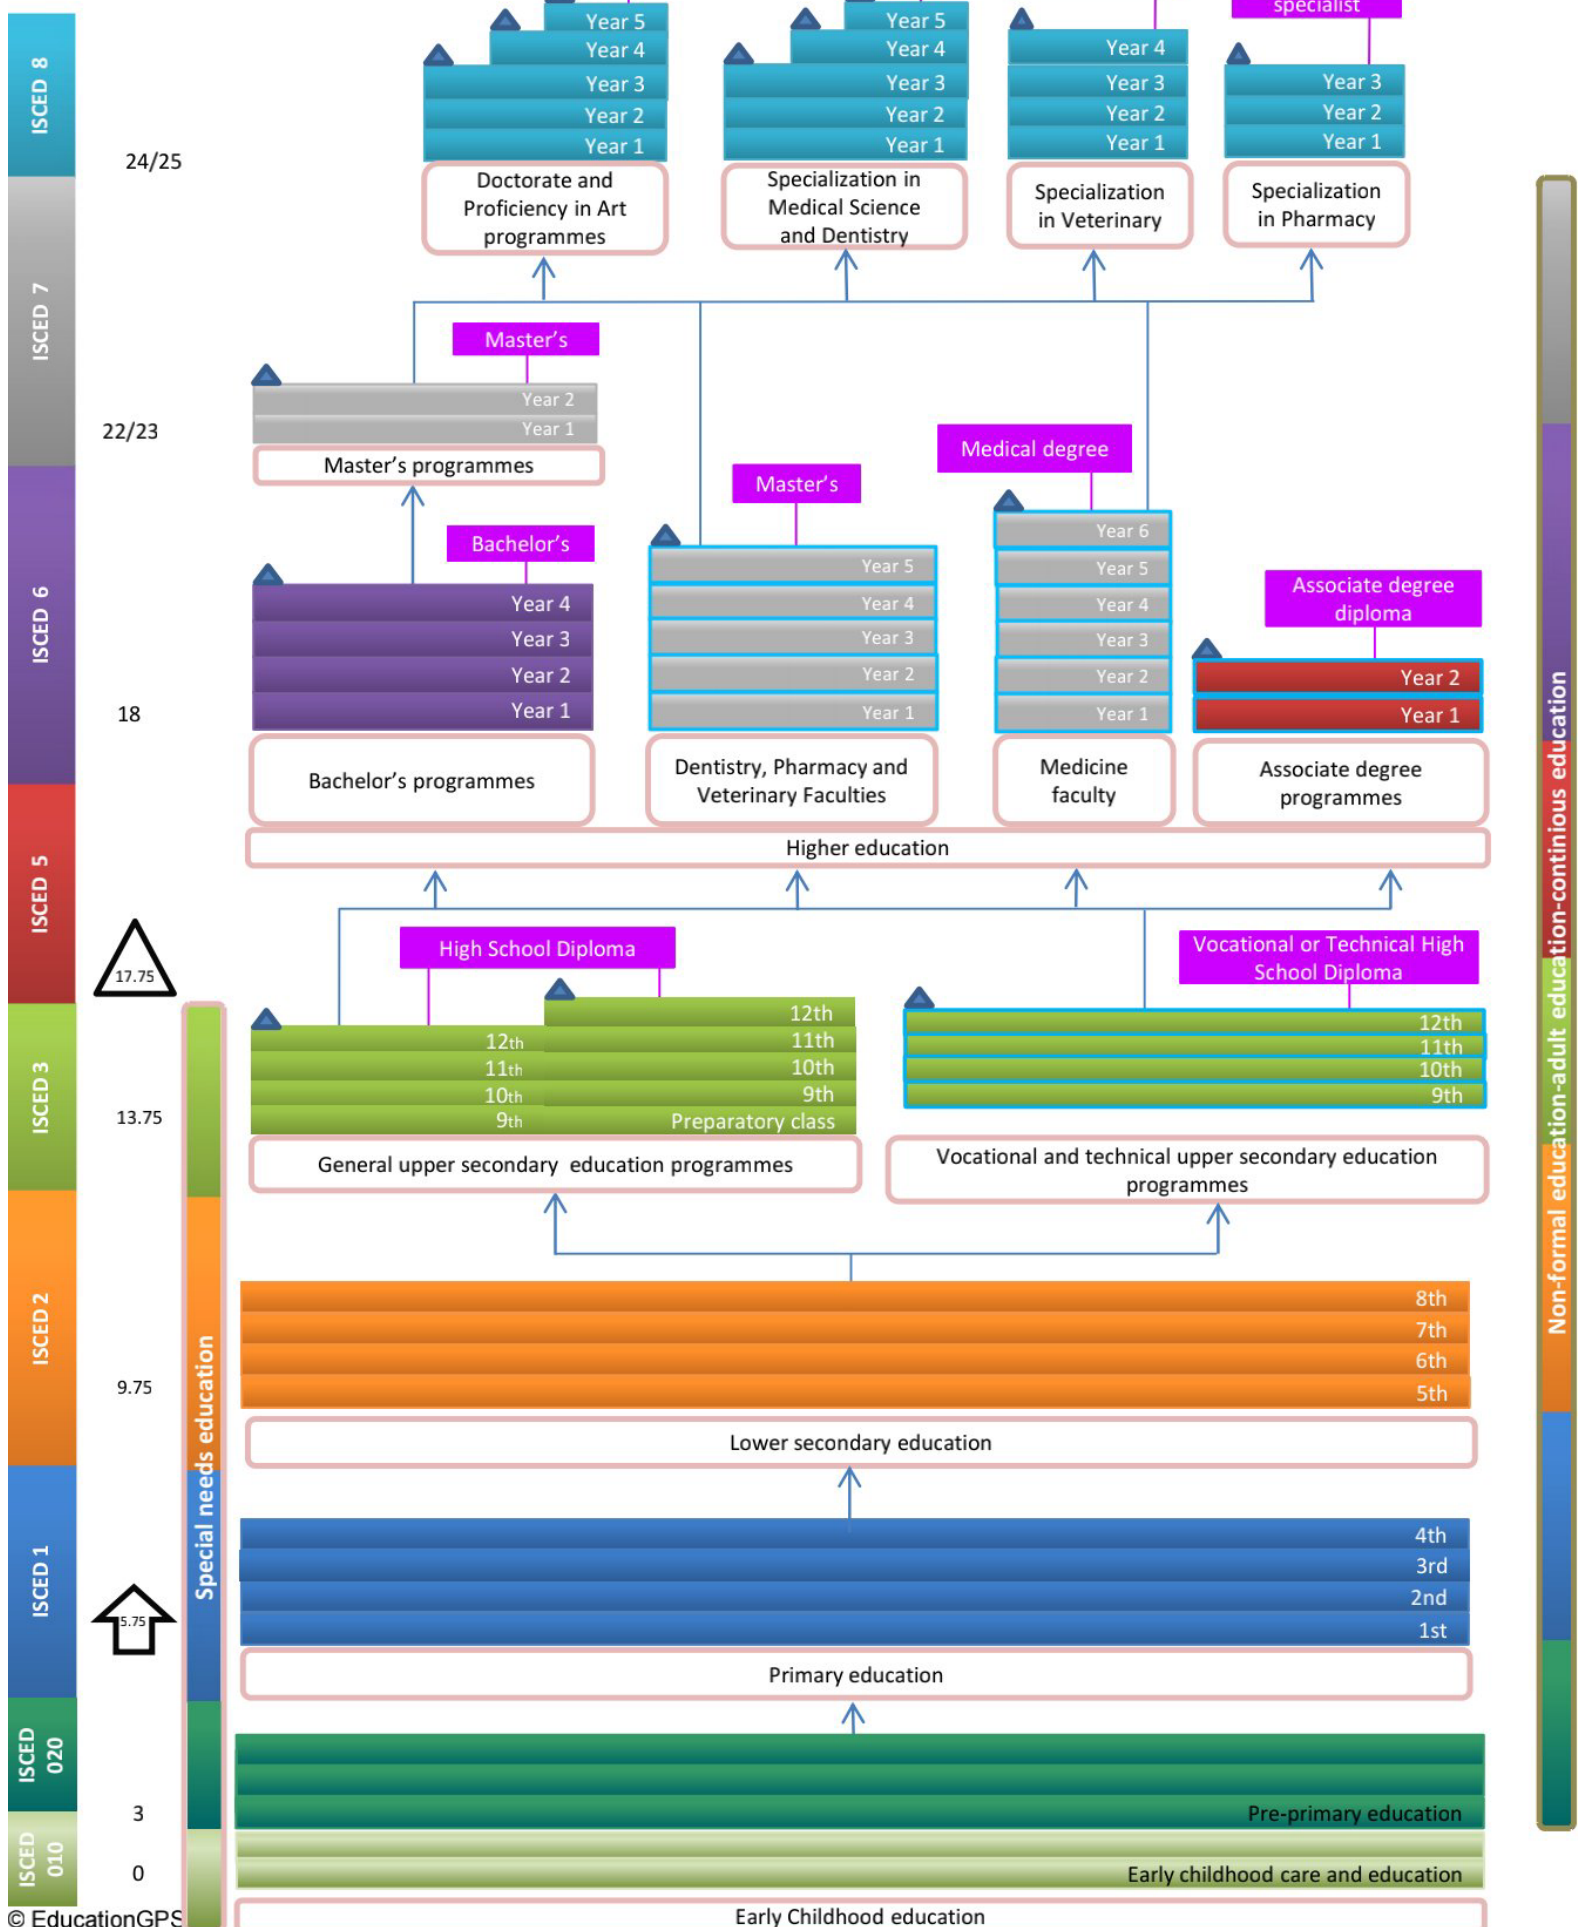 specialist
Year 5
Year 4
Year 3
Year 2
Year 1
Year 5
Year 4
Year 3
Year 2
Year 1
Year 4
Year 3
Year 2
Year 1
Year 3
Year 2
Year 1
ISCED 8
24/25
Doctorate and
Proficiency in Art
programmes
Specialization in
Medical Science
and Dentistry
Specialization
in Veterinary
Specialization
in Pharmacy
ISCED 7
Master's
Year 2
Year 1
22/23
Master's programmes
Medical degree
Master's
Bachelor's
ISCED 6
Year 4
Year 3
Year 2
Year 1
Year 5
Year 4
Year 3
Year 2
Year 1
Year 6
Year 5
Year 4
Year 3
Year 2
Year 1
Associate degree
diploma
Year 2
Year 1
18
Bachelor's programmes
Dentistry, Pharmacy and
Veterinary Faculties
Medicine
faculty
Associate degree
programmes
Higher education
ISCED 5
17.75
High School Diploma
Vocational or Technical High
School Diploma
ISCED 3
12th
11th
10th
9th
12th
11th
10th
9th
Preparatory class
12th
11th
10th
9th
13.75
General upper secondary education programmes
Vocational and technical upper secondary education
programmes
ISCED 2
8th
7th
6th
5th
9.75
Lower secondary education
ISCED 1
4th
3rd
2nd
1st
5.75
Primary education
Special needs education
Non-formal education-adult education-continious education
ISCED
020
3
Pre-primary education
ISCED
010
0
Early childhood care and education
Early Childhood education
© EducationGPS